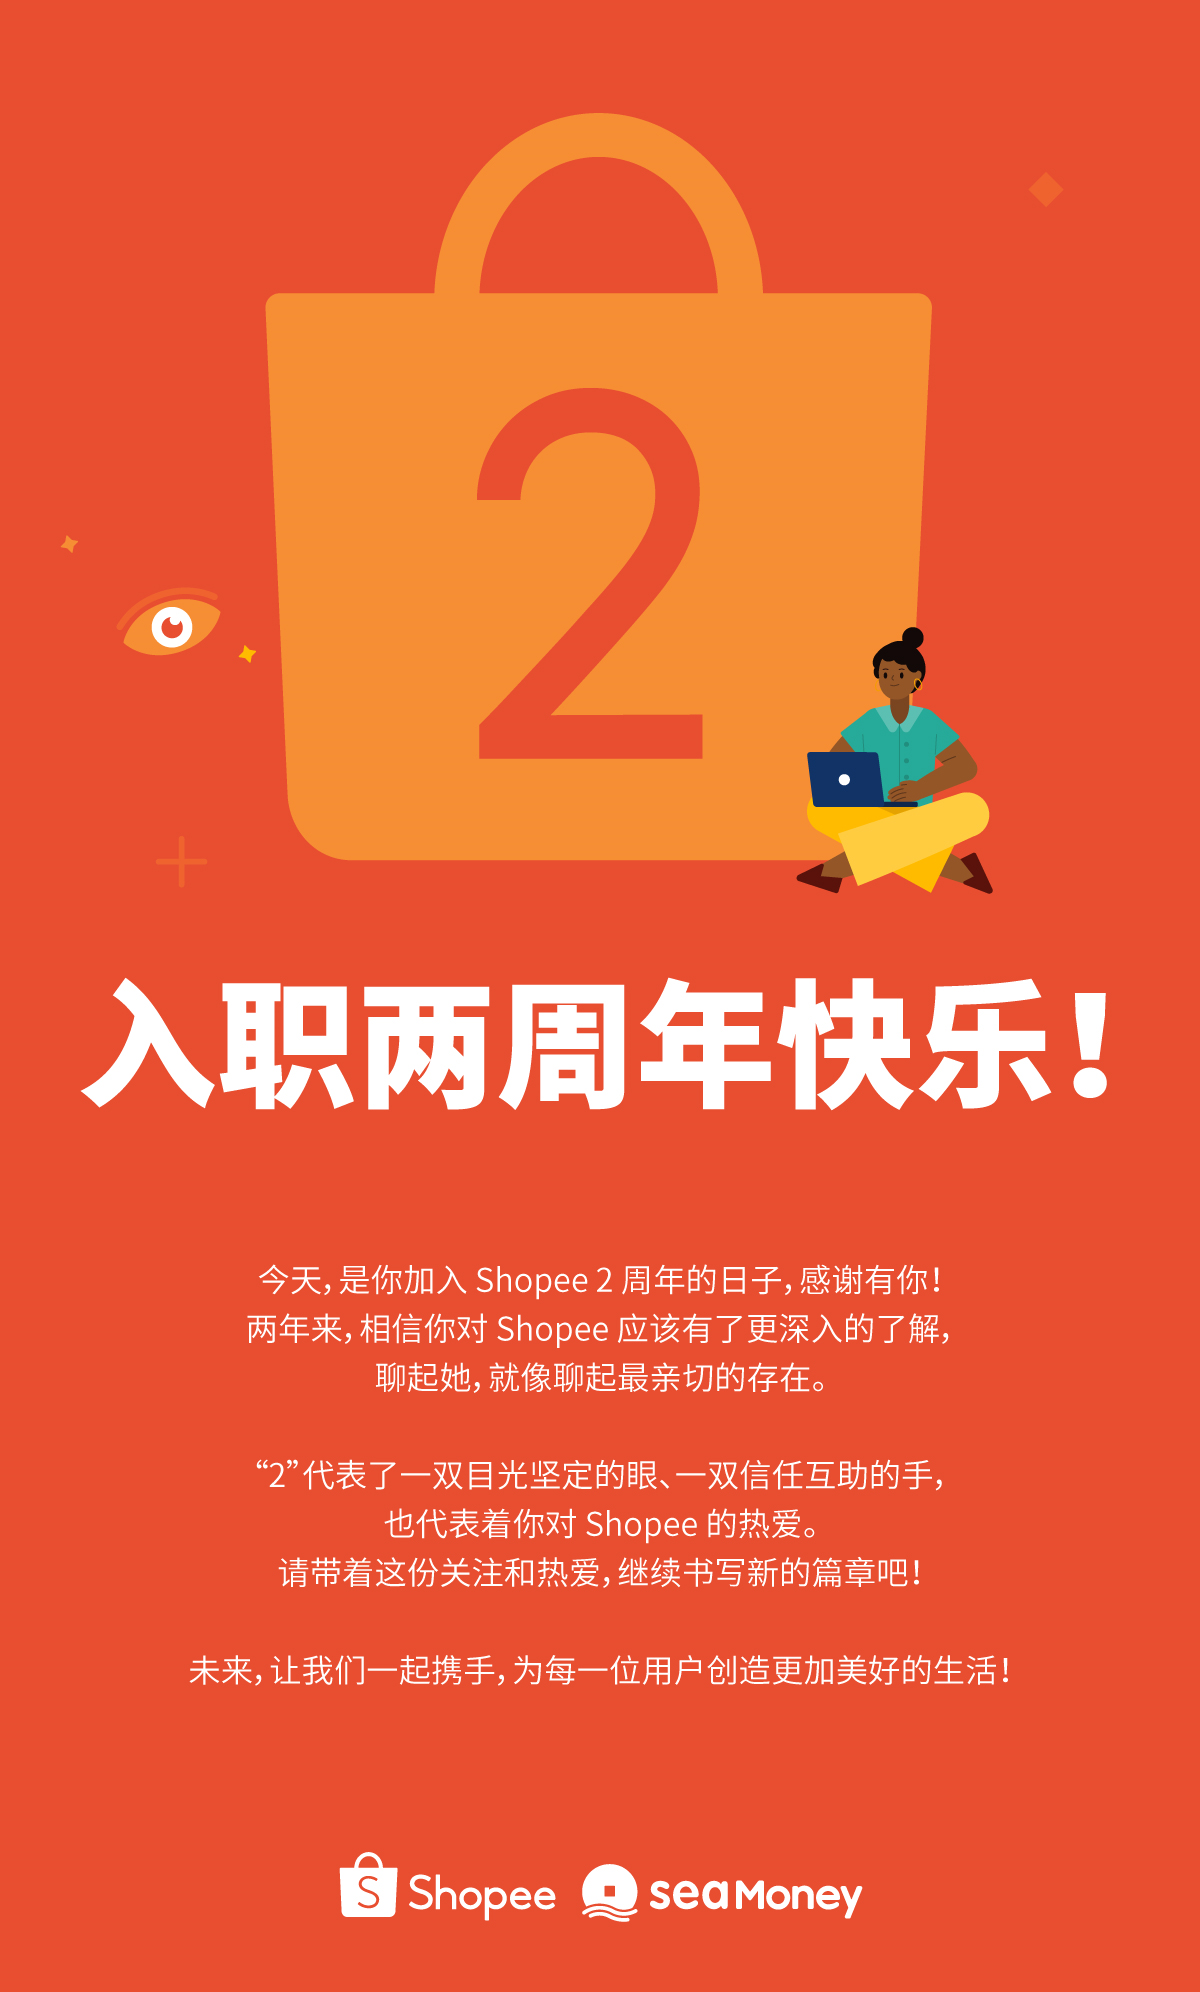 2
入职两周年快乐！
今天，是你加入 Shopee 2 周年的日子，感谢有你！
两年来，相信你对 Shopee 应该有了更深入的了解，
聊起她，就像聊起最亲切的存在。
“2”代表了一双目光坚定的眼、一双信任互助的手，
也代表着你对 Shopee 的热爱。
请带着这份关注和热爱，继续书写新的篇章吧！
未来，让我们一起携手，为每一位用户创造更加美好的生活！
S Shopee sea Money